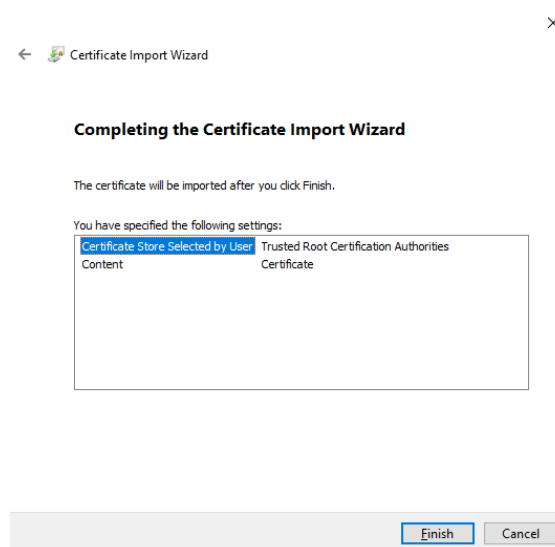 Certificate Import Wizard
Completing the Certificate Import Wizard
The certificate will be imported after you click Finish.
You have specified the following settings:
Certificate Store Selected by User Trusted Root Certification Authorities
Content Certificate
Finish Cancel